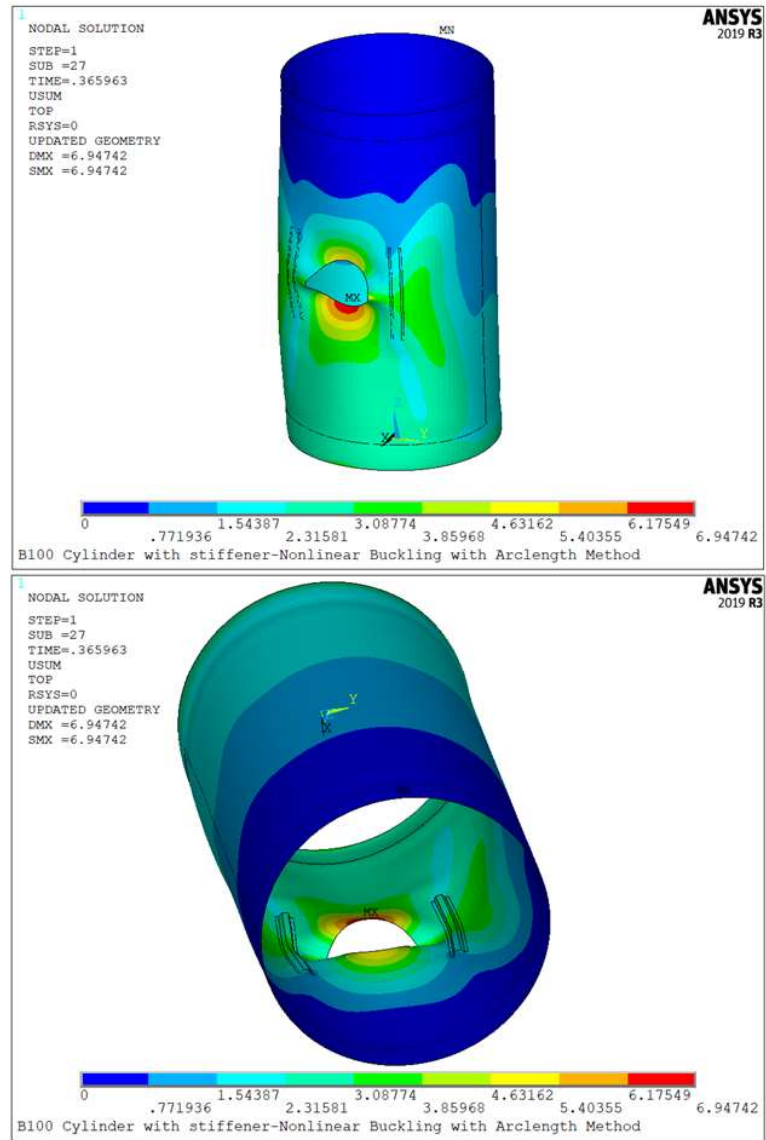 1
NODAL SOLUTION
STEP=1
SUB =27
TIME=.365963
USUM
TOP
RSYS=0
UPDATED GEOMETRY
DMX =6.94742
SMX =6.94742
ANSYS
2019 R3
MN
MX
Z
X Y
0 1.54387 3.08774 4.63162 6.17549
.771936 2.31581 3.85968 5.40355 6.94742
B100 Cylinder with stiffener-Nonlinear Buckling with Arclength Method
1
NODAL SOLUTION
STEP=1
SUB =27
TIME=.365963
USUM
TOP
RSYS=0
UPDATED GEOMETRY
DMX =6.94742
SMX =6.94742
ANSYS
2019 R3
Y
X
MX
0 1.54387 3.08774 4.63162 6.17549
.771936 2.31581 3.85968 5.40355 6.94742
B100 Cylinder with stiffener-Nonlinear Buckling with Arclength Method